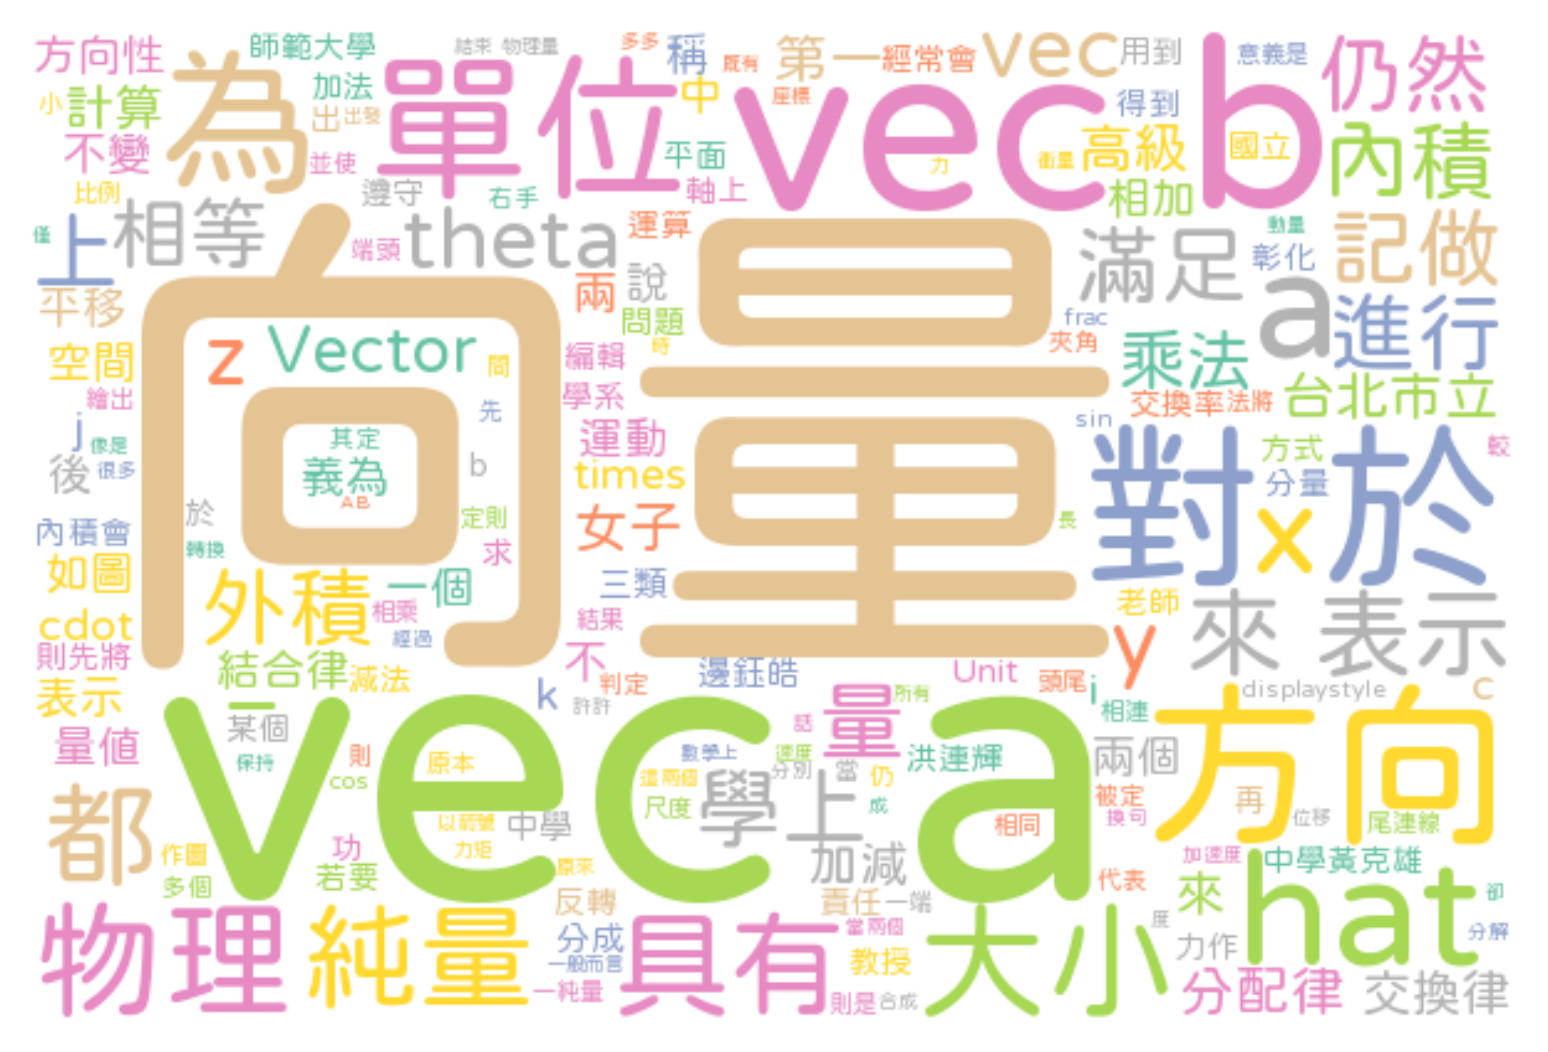 方向性
師範大學
結束
物理量
多多
稱
既有
第一
經常會
vec
用到
意義是
仍然
小
計算
為
加法
出
出發
單位
中
vec b
座標
得到
不變
並使
平面
力
衝量
高級
國立
內積
比例
遵守
右手
軸上
相加
僅
上
相等
端頭
theta
運算
動量
記做
平移
兩
說
滿足
彰化
a
向量
問題
frac
進行
空間
z
Vector
間
編輯
時
夾角
乘法
繪出
先
學系
交換率
法將
台北市立
j
像是
其定
運動
sin
方式
較
後
很多
義為
b
times
對於
分量
x
AB
於
定則
女子
長
內積會
轉換
求
如圖
外積
一個
三類
老師
來
表示
cdot
相乘
經過
結果
y
則先將
結合律
減法
不
判定
邊鈺皓
Unit
頭尾
i
displaystyle
c
表示
k
許許
量
所有
相連
方向
某個
vec a
話
量值
保持
則
原本
數學上
速度
洪連輝
兩個
cos
這兩個
分別
當
仍
被定
再
都
尺度
學上
成
相同
換句
位移
尾連線
以箭號
中學
作圖
功
力矩
加減
加速度
中學黃克雄
多個
若要
原來
代表
來
hat
卻
反轉
責任
一端
度
物理
純量
分成
具有
當兩個
大小
力作
分解
一般而言
教授
一純量
則是
合成
分配律
交換律